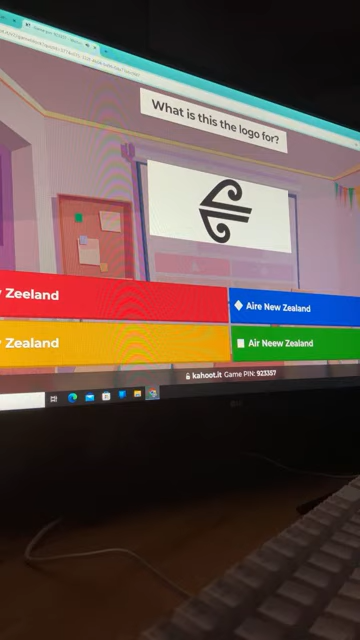 What is this the logo for?
Zeeland
Aire New Zealand
Zealand
Air Neew Zealand
kahoot.it Game PIN: 923357